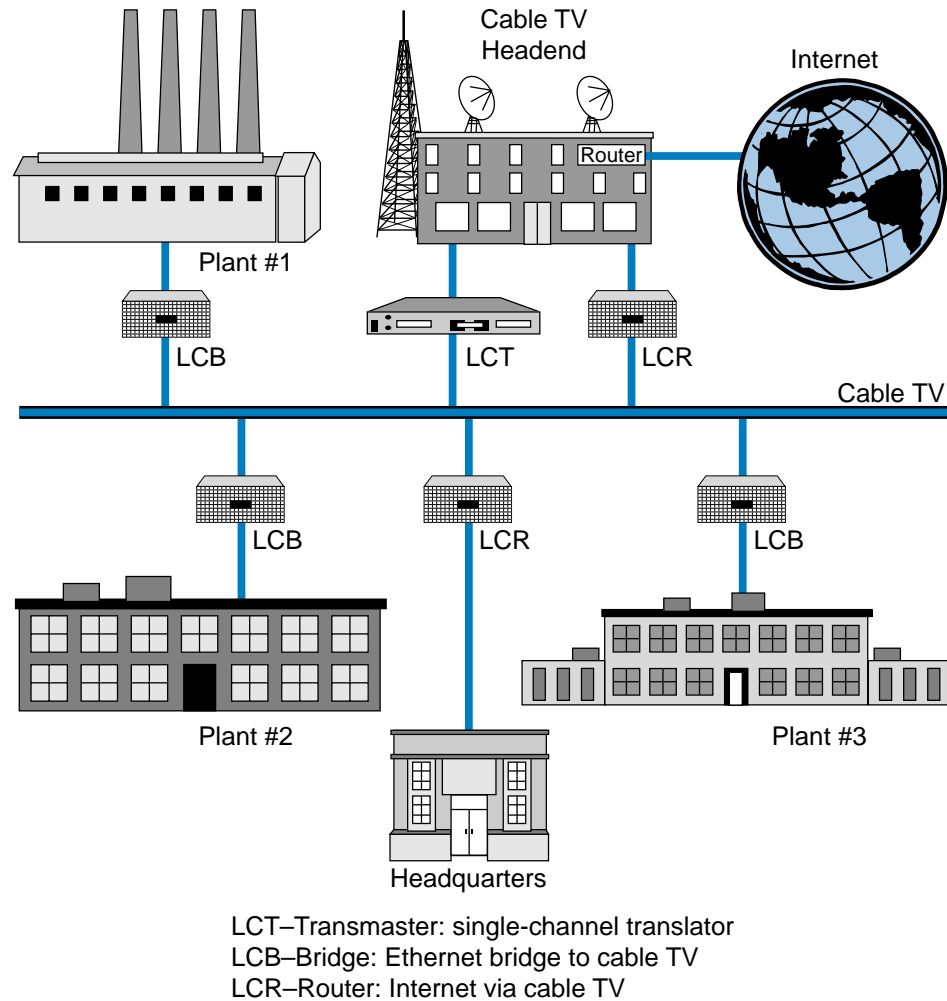 Cable TV
Headend
Internet
Router
Plant #1
LCB
LCT
LCR
Cable TV
LCB
LCR
LCB
Plant #2
Plant #3
Headquarters
LCT–Transmaster: single-channel translator
LCB–Bridge: Ethernet bridge to cable TV
LCR–Router: Internet via cable TV